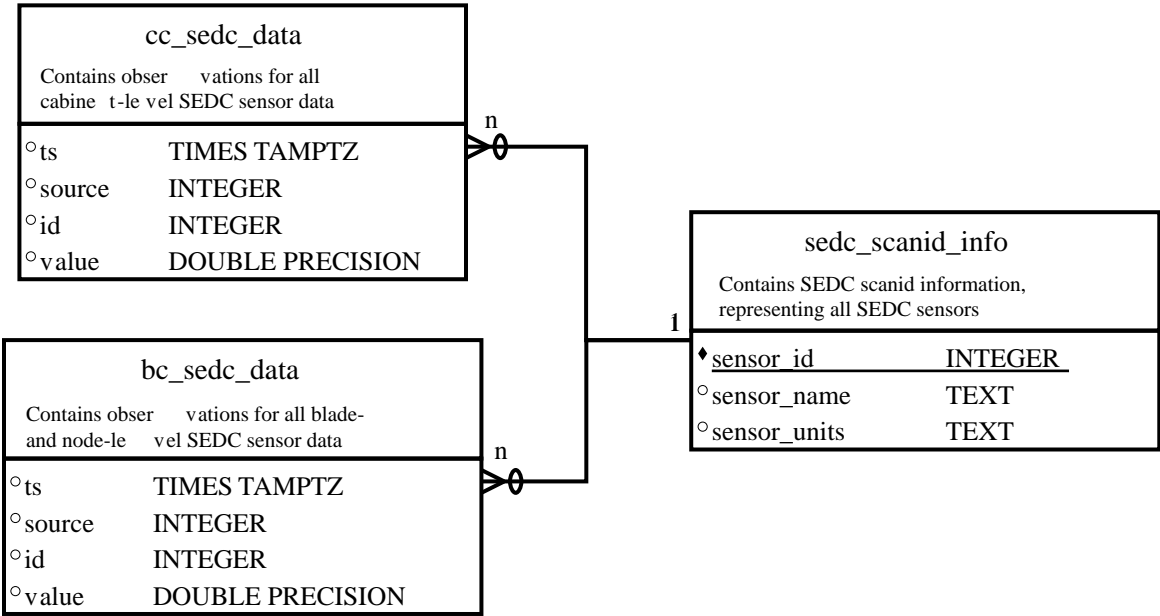 cc_sedc_data
Contains obser vations for all
cabine t-le vel SEDC sensor data
ts TIMES TAMPTZ
source INTEGER
id INTEGER
value DOUBLE PRECISION
n
bc_sedc_data
Contains obser vations for all blade-
and node-le vel SEDC sensor data
ts TIMES TAMPTZ
source INTEGER
id INTEGER
value DOUBLE PRECISION
n
1
sedc_scanid_info
Contains SEDC scanid information,
representing all SEDC sensors
sensor_id INTEGER
sensor_name TEXT
sensor_units TEXT